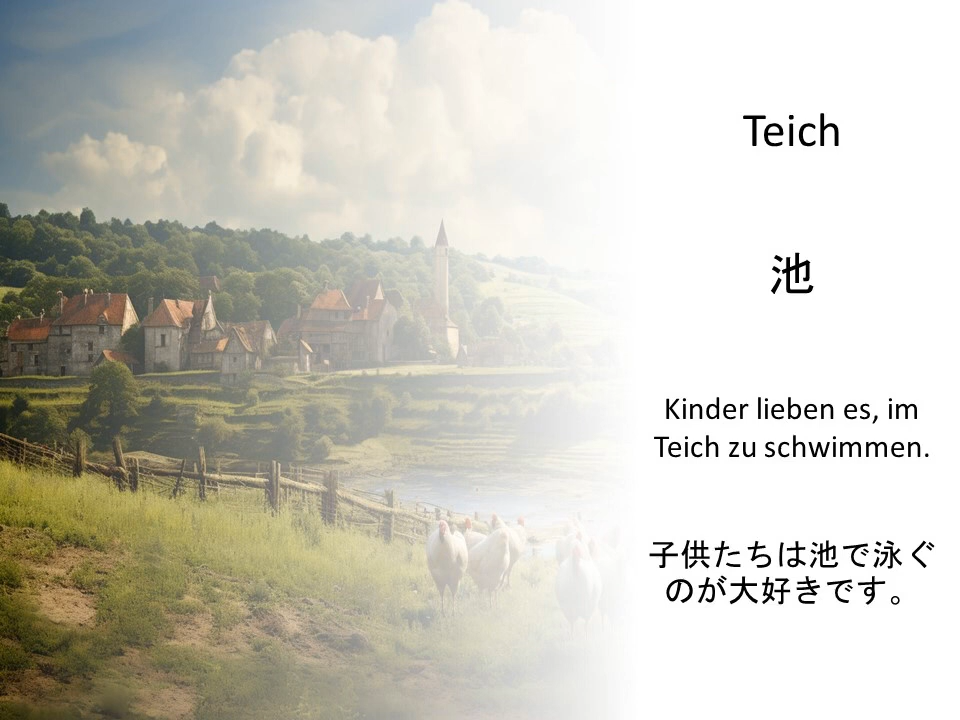 Teich
池
Kinder lieben es, im
Teich zu schwimmen.
子供たちは池で泳ぐ
のが大好きです。